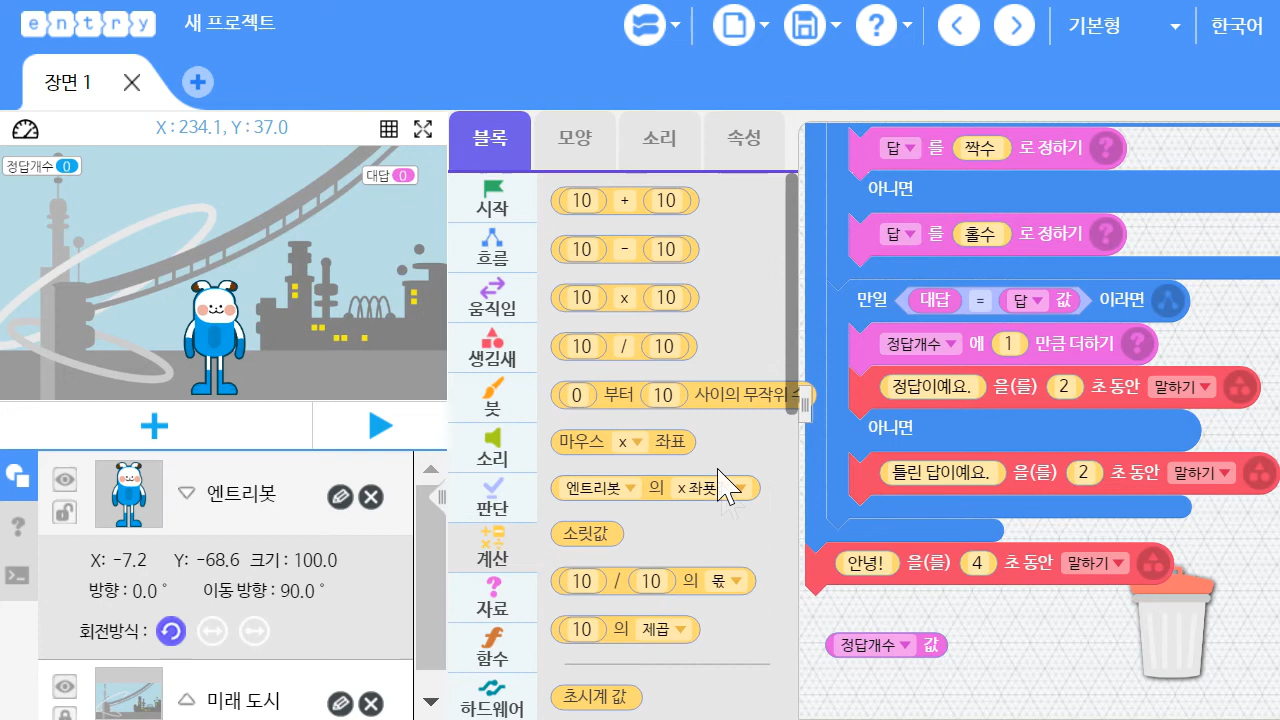 entry 새 프로젝트 기본형 한국어
장면 1
X : 234.1, Y : 37.0
정답개수 0
대답 0
엔트리봇
X: -7.2 Y: -68.6 크기 : 100.0
방향 : 0.0° 이동 방향 : 90.0°
회전방식 :
미래 도시
블록 모양 소리 속성
시작
흐름
움직임
생김새
붓
소리
판단
계산
자료
함수
하드웨어
10 + 10
10 - 10
10 x 10
10 / 10
0 부터 10 사이의 무작위 수
마우스 x 좌표
엔트리봇 의 x 좌표
소릿값
10 / 10 의 몫
10 의 제곱
초시계 값
답 를 짝수 로 정하기 ?
아니면
답 를 홀수 로 정하기 ?
만일 대답 = 답 값 이라면
정답개수 에 1 만큼 더하기 ?
정답이예요. 을(를) 2 초 동안 말하기
아니면
틀린 답이예요. 을(를) 2 초 동안 말하기
안녕! 을(를) 4 초 동안 말하기
정답개수 값